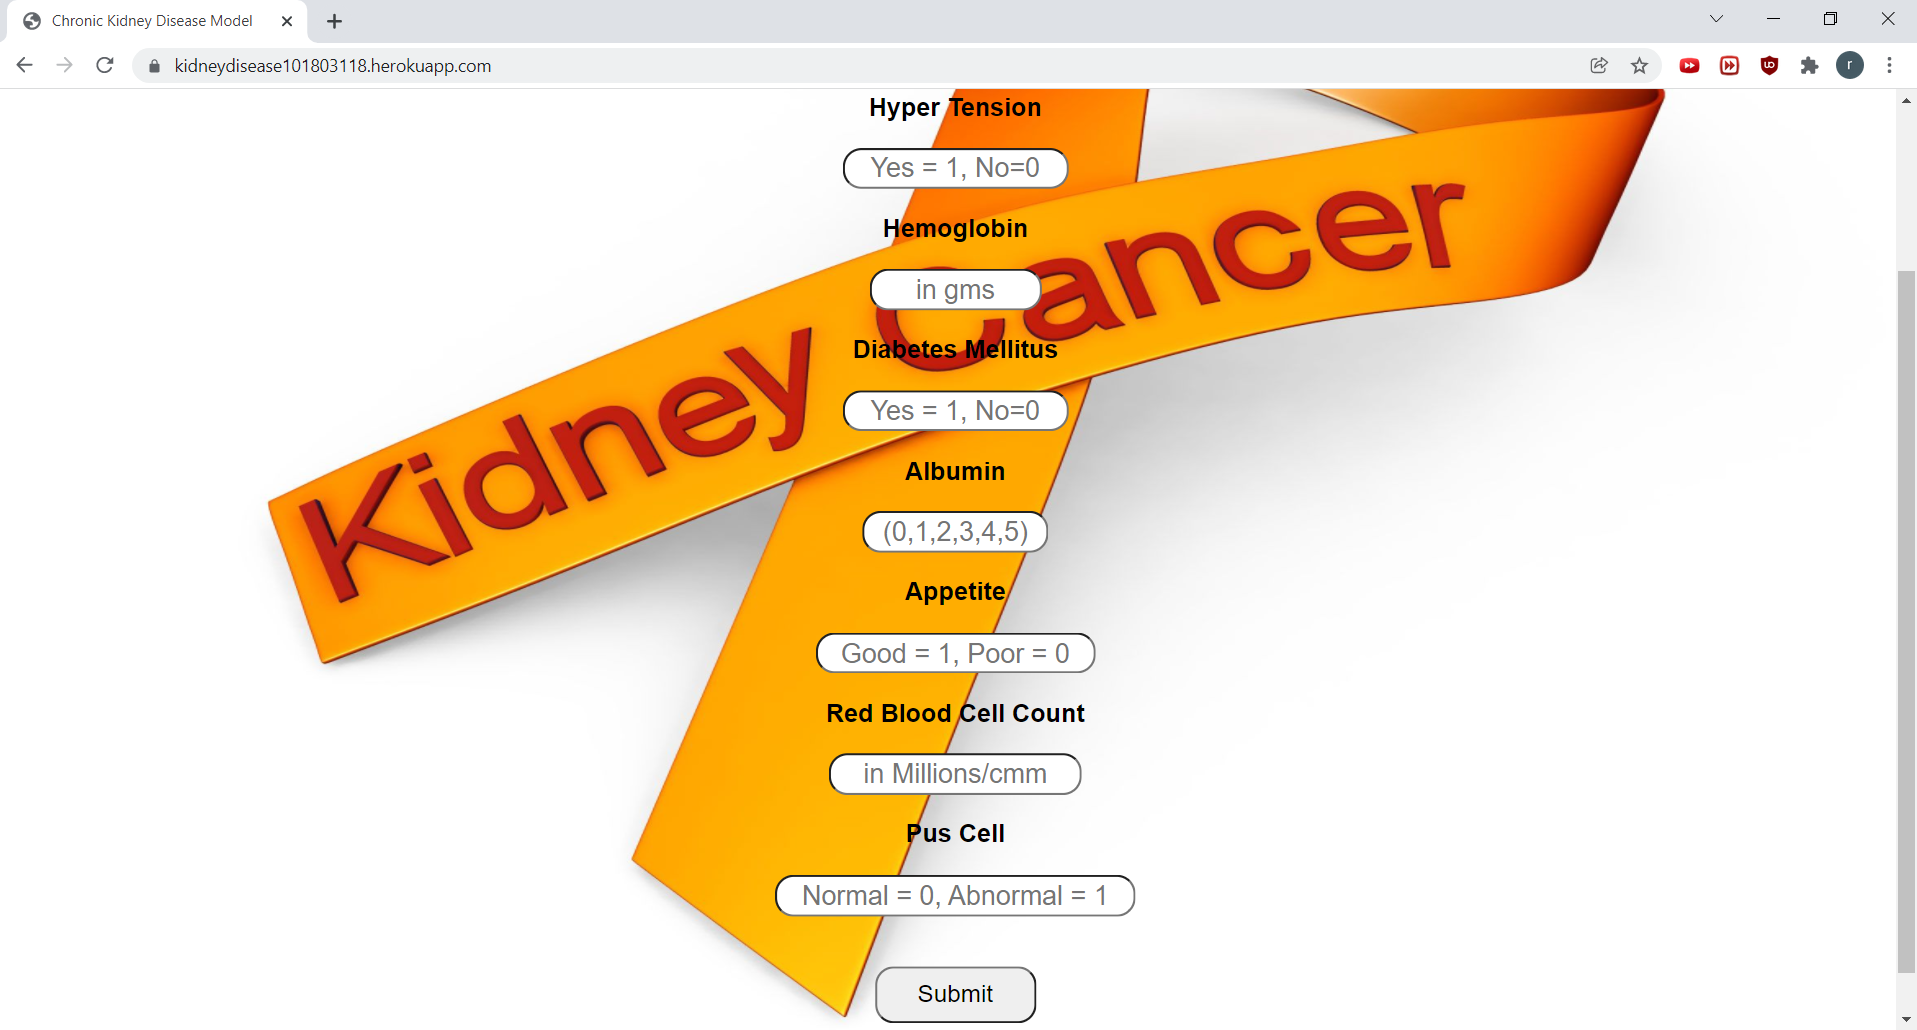 Chronic Kidney Disease Model
kidneydisease101803118.herokuapp.com
r
Hyper Tension
Yes = 1, No=0
Hemoglobin
in gms
Diabetes Mellitus
Yes = 1, No=0
Albumin
(0,1,2,3,4,5)
Appetite
Good = 1, Poor = 0
Red Blood Cell Count
in Millions/cmm
Pus Cell
Normal = 0, Abnormal = 1
Submit
Kidney Cancer